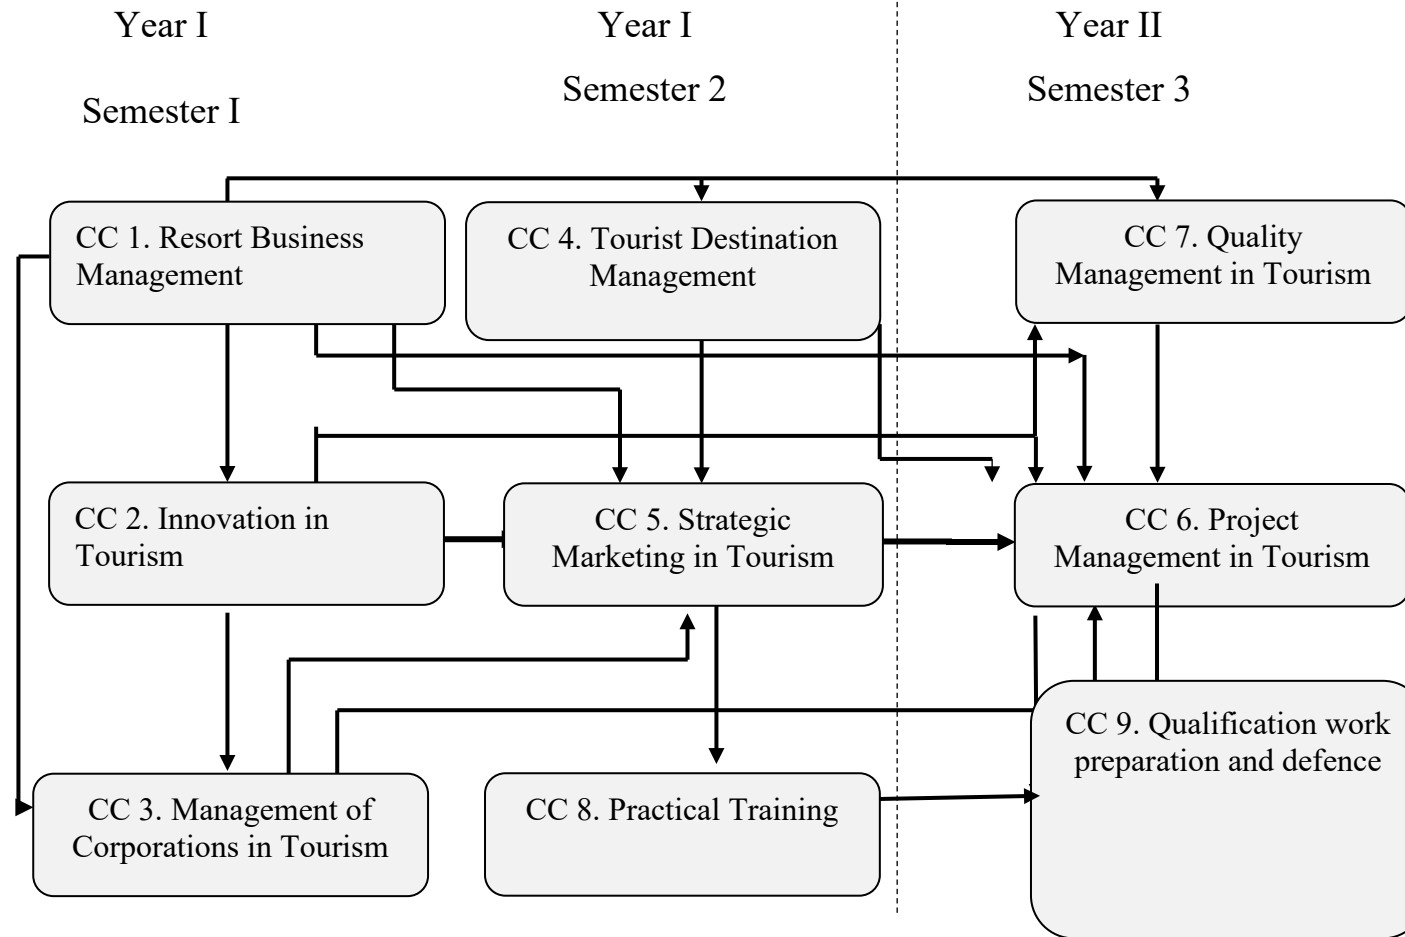 Year I
Semester I
Year I
Semester 2
Year II
Semester 3
CC 1. Resort Business
Management
CC 4. Tourist Destination
Management
CC 7. Quality
Management in Tourism
CC 2. Innovation in
Tourism
CC 5. Strategic
Marketing in Tourism
CC 6. Project
Management in Tourism
CC 3. Management of
Corporations in Tourism
CC 8. Practical Training
CC 9. Qualification work
preparation and defence